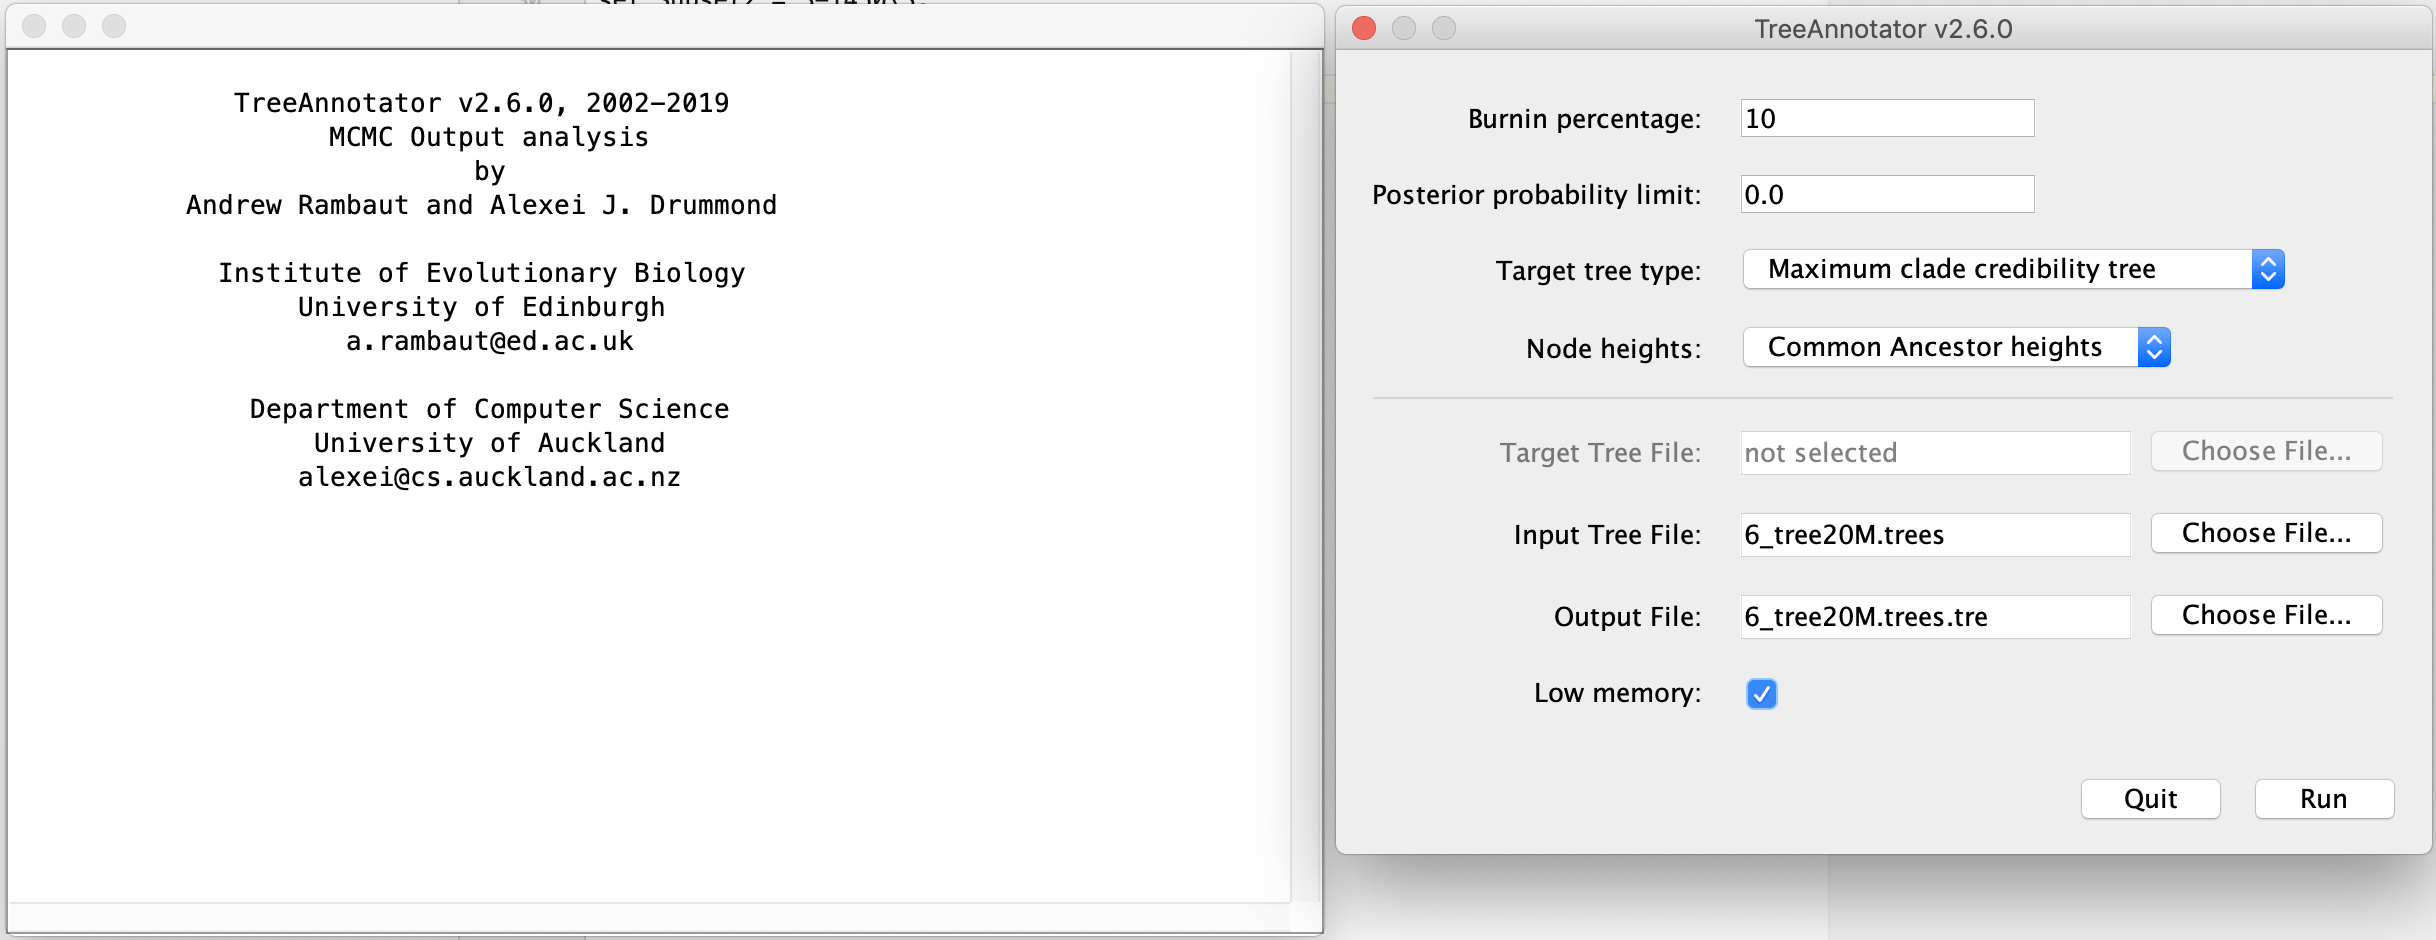 TreeAnnotator v2.6.0, 2002-2019
MCMC Output analysis
by
Andrew Rambaut and Alexei J. Drummond
Institute of Evolutionary Biology
University of Edinburgh
a.rambaut@ed.ac.uk
Department of Computer Science
University of Auckland
alexei@cs.auckland.ac.nz
TreeAnnotator v2.6.0
Burnin percentage: 10
Posterior probability limit: 0.0
Target tree type: Maximum clade credibility tree
Node heights: Common Ancestor heights
Target Tree File: not selected Choose File...
Input Tree File: 6_tree20M.trees Choose File...
Output File: 6_tree20M.trees.tre Choose File...
Low memory:
Quit Run